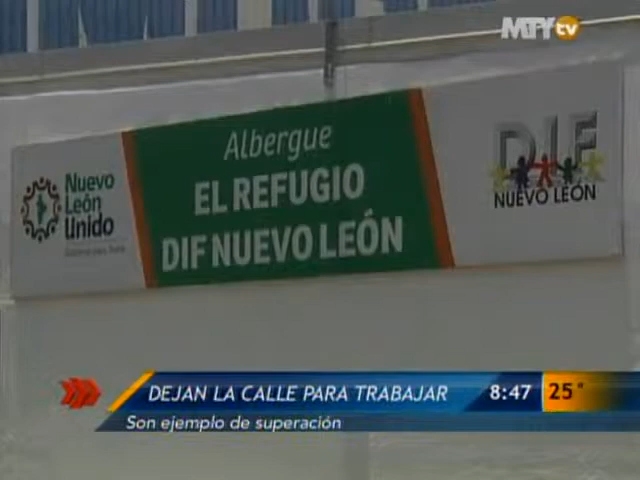 MTY tv
Albergue
EL REFUGIO
DIF NUEVO LEÓN
Nuevo
León
Unido
DIF
NUEVO LEÓN
DEJAN LA CALLE PARA TRABAJAR
8:47
25°
Son ejemplo de superación